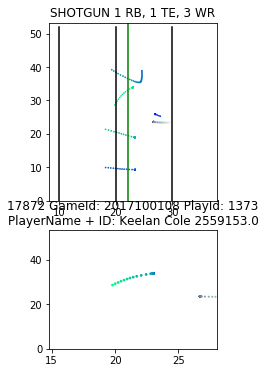 SHOTGUN 1 RB, 1 TE, 3 WR
50
40
30
20
10
0
10 20 30
17872 GameId: 2017100108 PlayId: 1373
PlayerName + ID: Keelan Cole 2559153.0
40
20
0
15 20 25